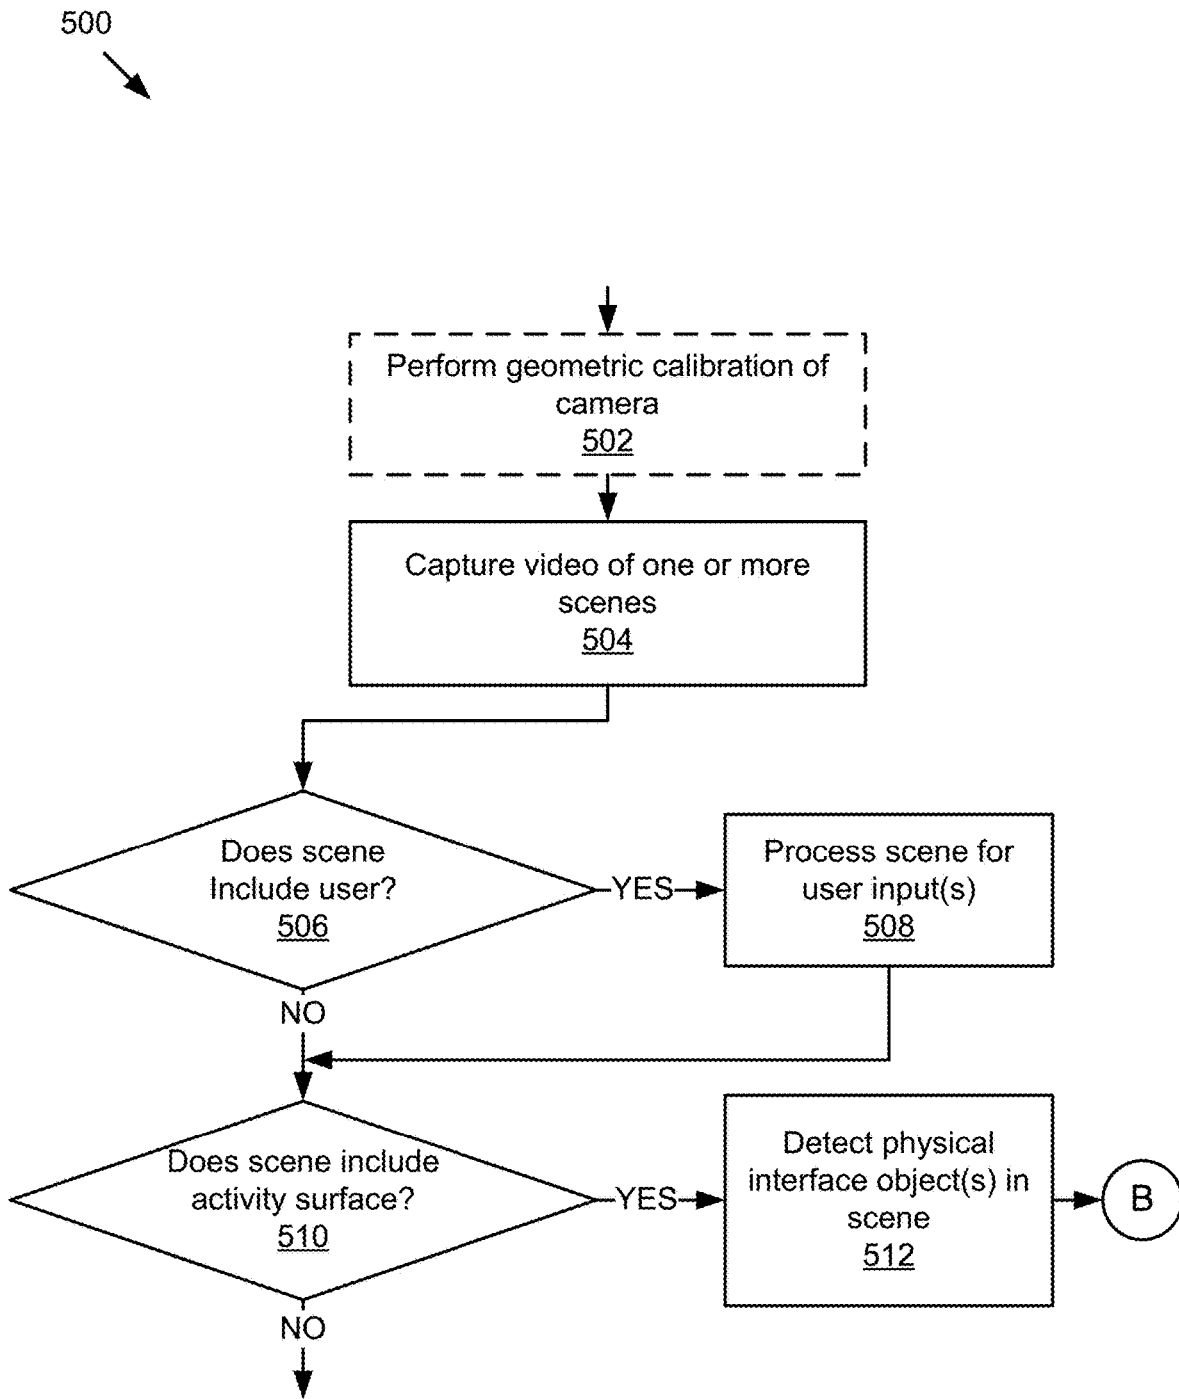 500
Perform geometric calibration of
camera
502
Capture video of one or more
scenes
504
Does scene
Include user?
506
YES
Process scene for
user input(s)
508
NO
Does scene include
activity surface?
510
YES
Detect physical
interface object(s) in
scene
512
B
NO